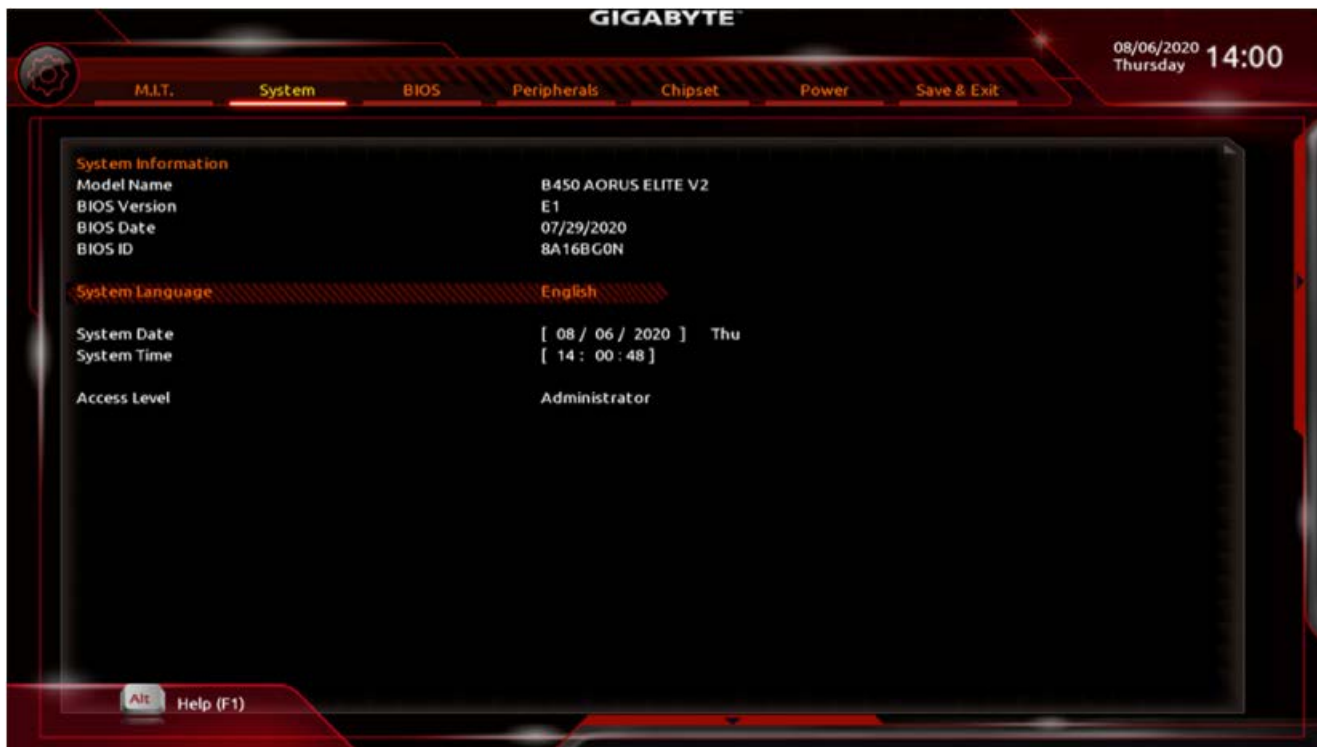 GIGABYTE™
08/06/2020 Thursday 14:00
M.I.T. System BIOS Peripherals Chipset Power Save & Exit
System Information
Model Name B450 AORUS ELITE V2
BIOS Version E1
BIOS Date 07/29/2020
BIOS ID 8A16BG0N
System Language English
System Date [ 08 / 06 / 2020 ] Thu
System Time [ 14 : 00 : 48 ]
Access Level Administrator
Alt Help (F1)